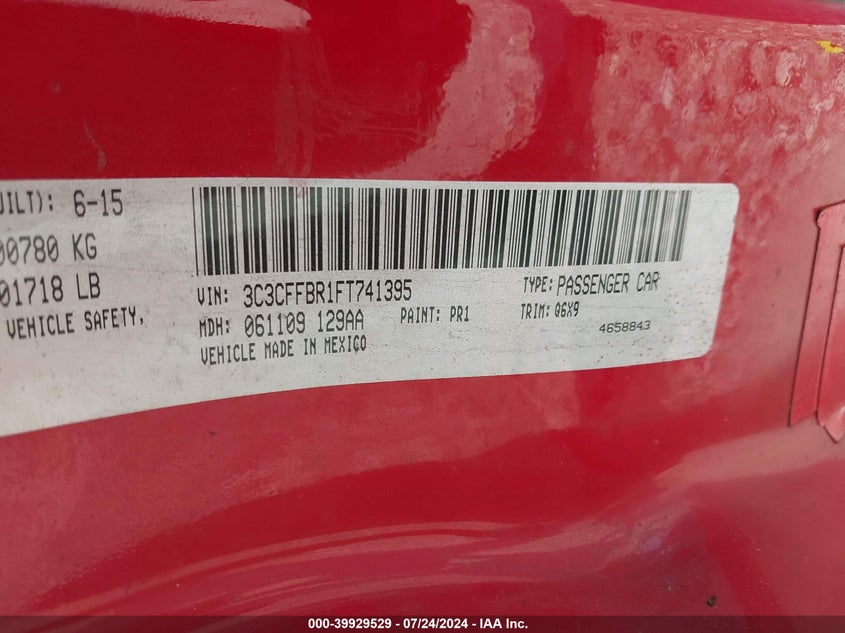 UILT): 6-15
00780 KG
01718 LB
VEHICLE SAFETY,
VIN: 3C3CFFBR1FT741395 TYPE: PASSENGER CAR
MDH: 061109 129AA PAINT: PR1 TRIM: Q6X9
VEHICLE MADE IN MEXICO 4658843
000-39929529 / 07/24/2024 - IAA Inc.